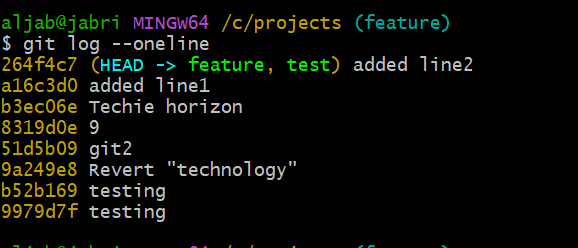 aljab@jabri MINGW64 /c/projects (feature)
$ git log --oneline
264f4c7 (HEAD -> feature, test) added line2
a16c3d0 added line1
b3ec06e Techie horizon
8319d0e 9
51d5b09 git2
9a249e8 Revert "technology"
b52b169 testing
9979d7f testing